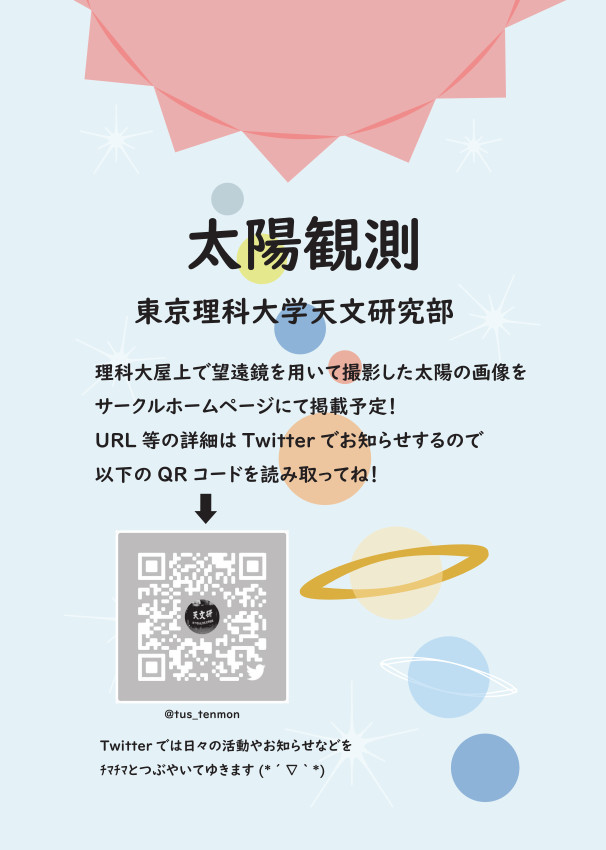 太陽観測
東京理科大学天文研究部
理科大屋上で望遠鏡を用いて撮影した太陽の画像を
サークルホームページにて掲載予定！
URL 等の詳細は Twitter でお知らせするので
以下の QR コードを読み取ってね！
天文研
@tus_tenmon
Twitter では日々の活動やお知らせなどを
ﾁﾏﾁﾏとつぶやいてゆきます (*´▽`*)